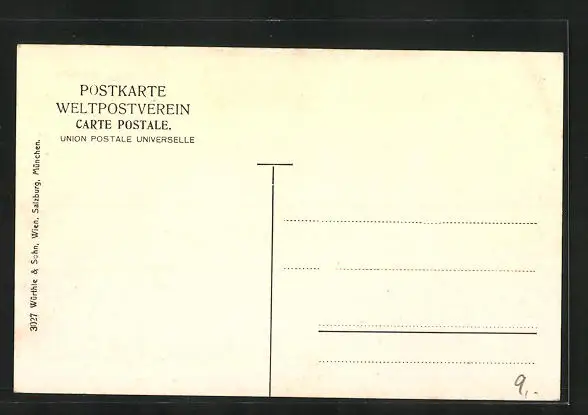 POSTKARTE
WELTPOSTVEREIN
CARTE POSTALE.
UNION POSTALE UNIVERSELLE
3027 Würthle & Sohn, Wien, Salzburg, München.
9,-